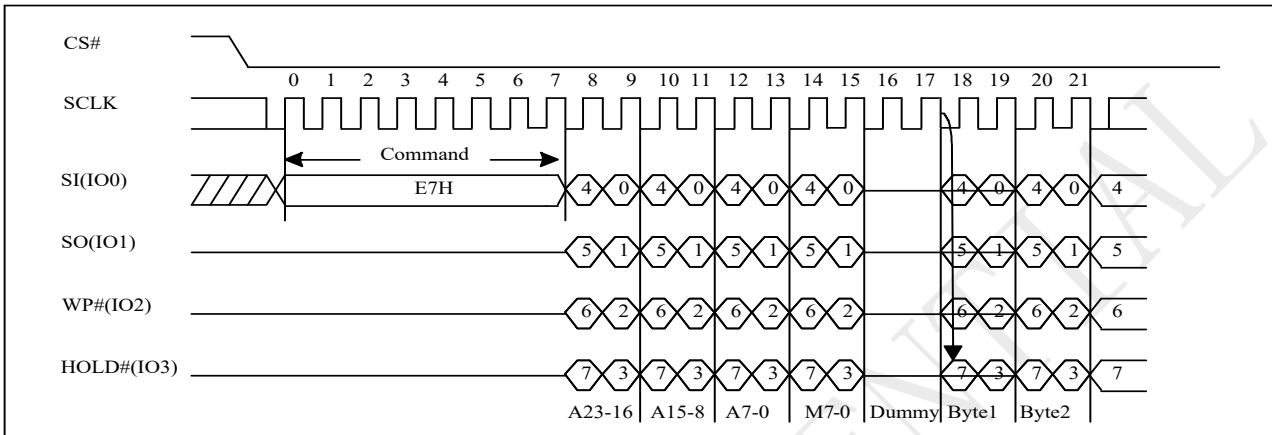 CS#
0 1 2 3 4 5 6 7 8 9 10 11 12 13 14 15 16 17 18 19 20 21
SCLK
Command
SI(IO0) E7H 4 0 4 0 4 0 4 0 4 0 4 0 4
SO(IO1) 5 1 5 1 5 1 5 1 5 1 5 1 5
WP#(IO2) 6 2 6 2 6 2 6 2 6 2 6 2 6
HOLD#(IO3) 7 3 7 3 7 3 7 3 7 3 7 3 7
A23-16 A15-8 A7-0 M7-0 Dummy Byte1 Byte2
ENTIAL